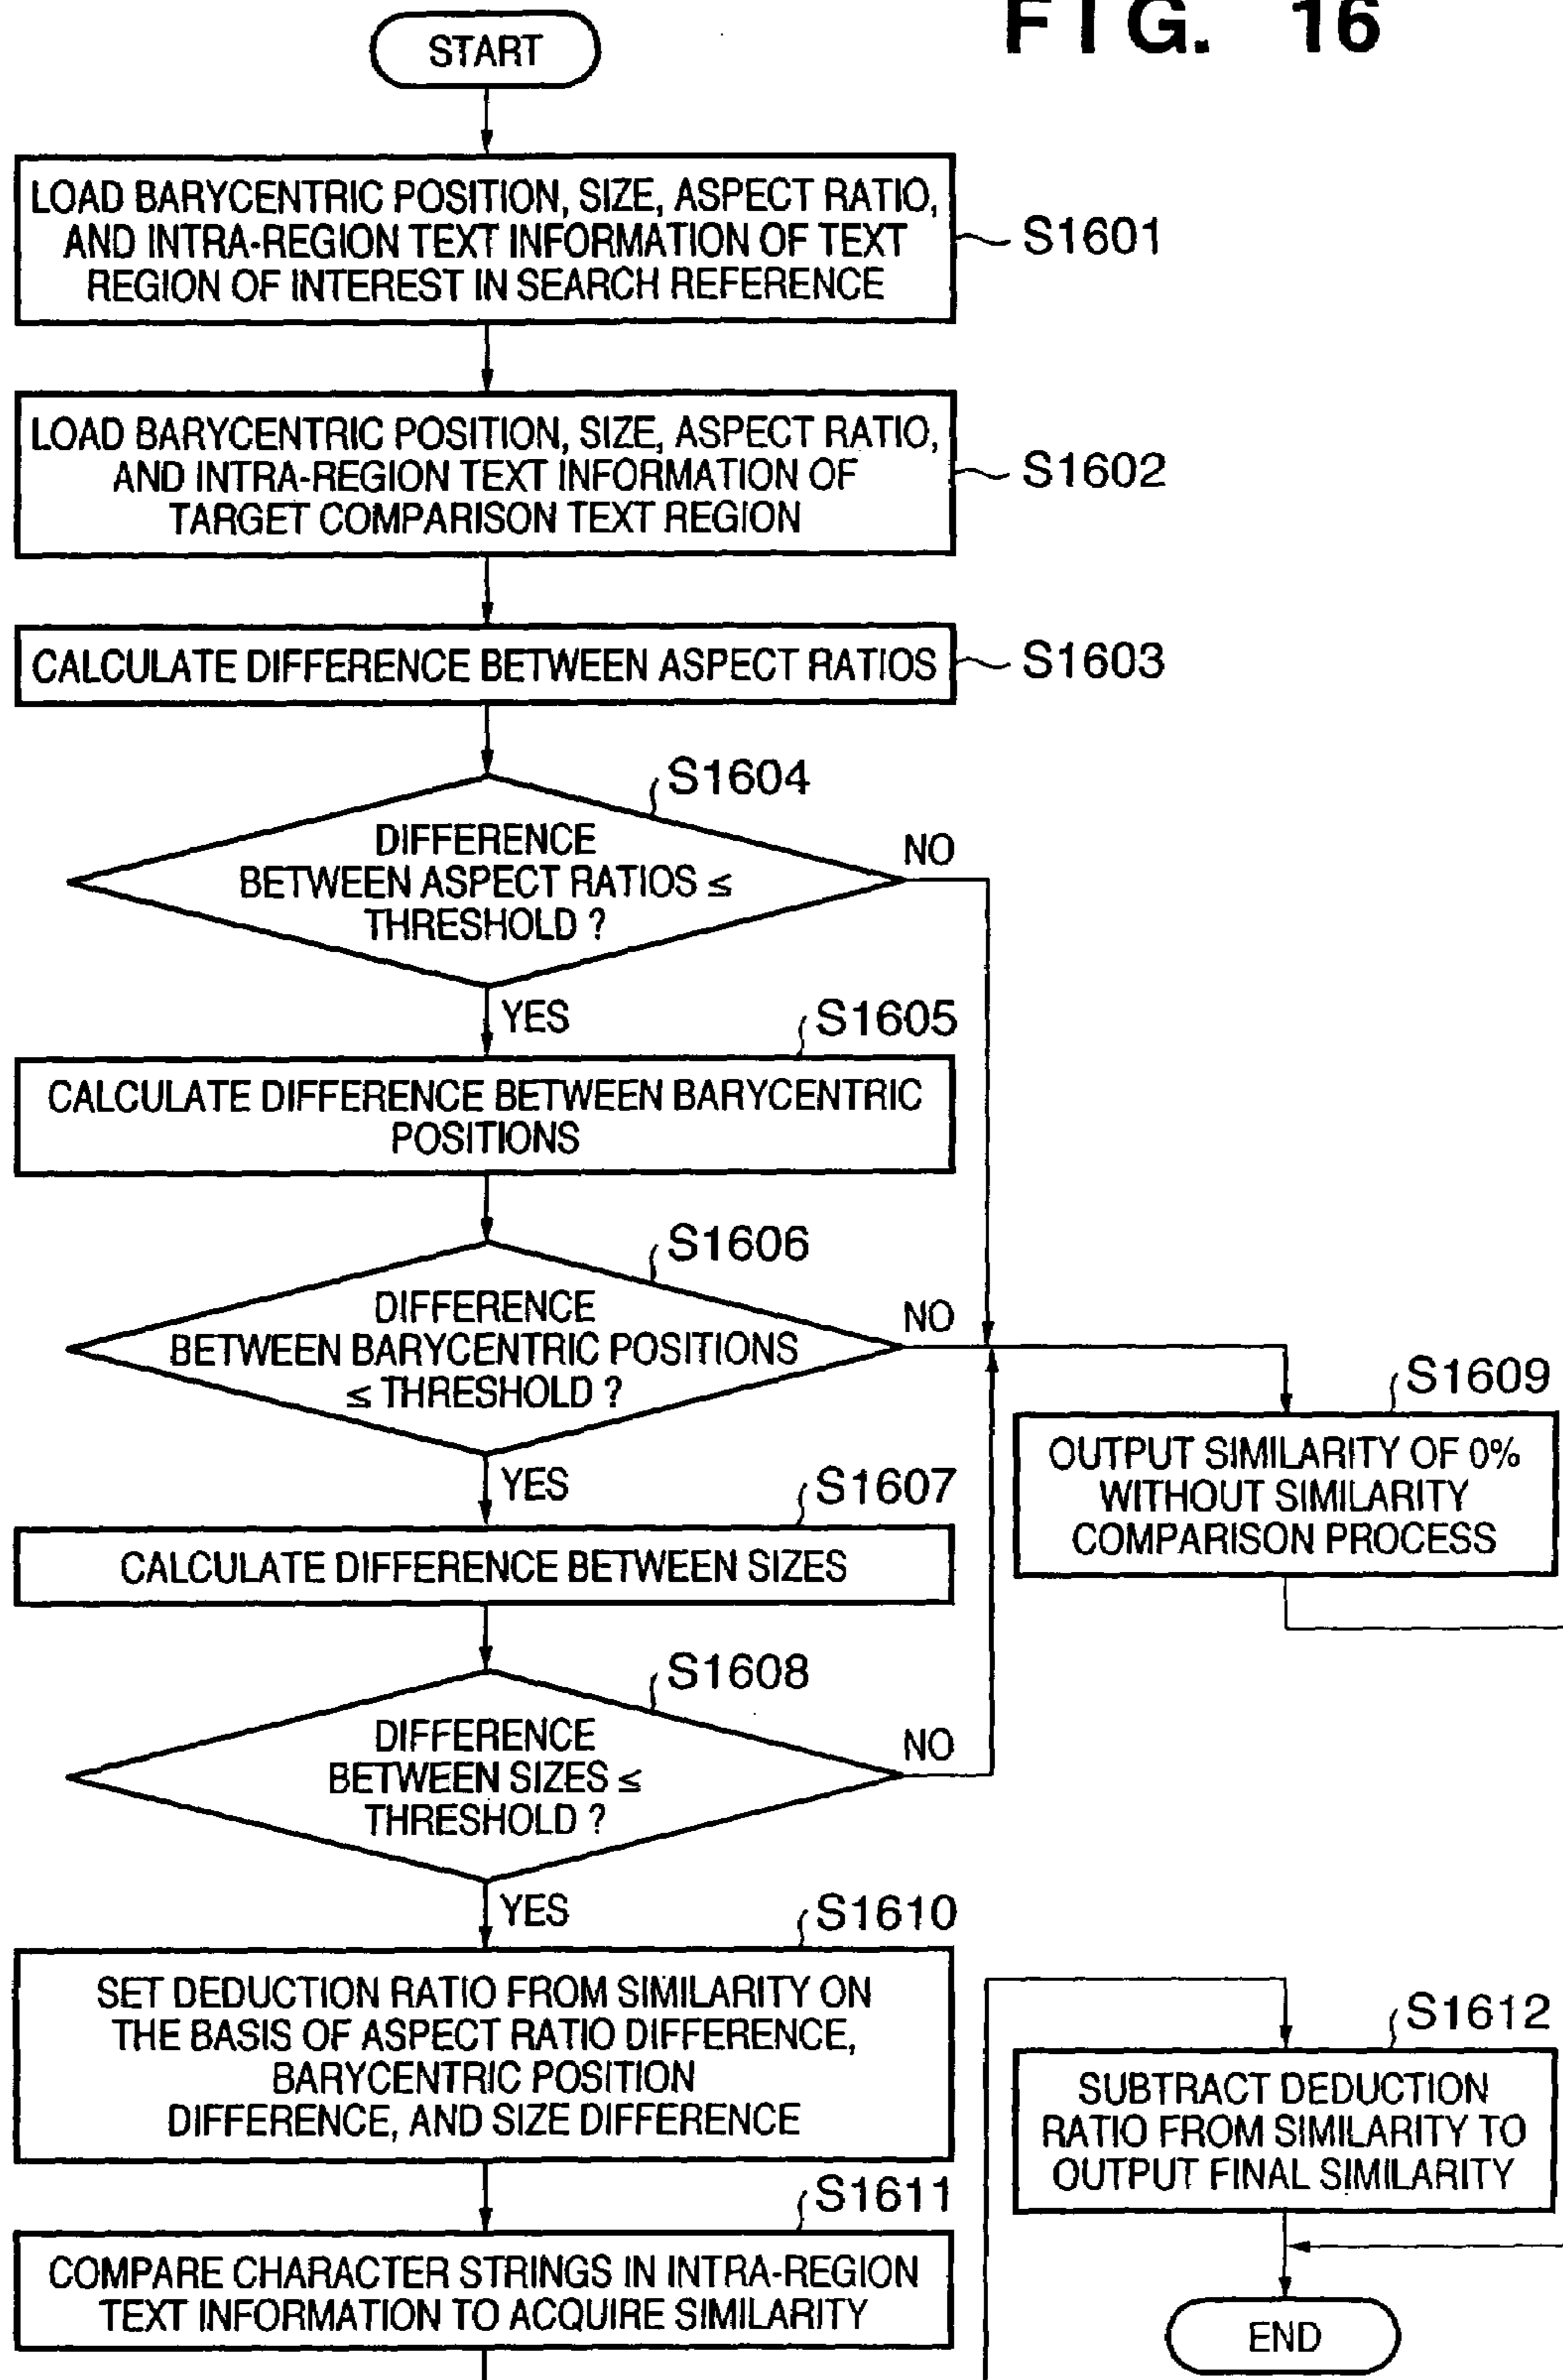 FIG. 16
START
LOAD BARYCENTRIC POSITION, SIZE, ASPECT RATIO,
AND INTRA-REGION TEXT INFORMATION OF TEXT
REGION OF INTEREST IN SEARCH REFERENCE
S1601
LOAD BARYCENTRIC POSITION, SIZE, ASPECT RATIO,
AND INTRA-REGION TEXT INFORMATION OF
TARGET COMPARISON TEXT REGION
S1602
CALCULATE DIFFERENCE BETWEEN ASPECT RATIOS
S1603
S1604
DIFFERENCE
BETWEEN ASPECT RATIOS ≤
THRESHOLD ?
NO
YES
S1605
CALCULATE DIFFERENCE BETWEEN BARYCENTRIC
POSITIONS
S1606
DIFFERENCE
BETWEEN BARYCENTRIC POSITIONS
≤ THRESHOLD ?
NO
YES
S1607
CALCULATE DIFFERENCE BETWEEN SIZES
S1608
DIFFERENCE
BETWEEN SIZES ≤
THRESHOLD ?
NO
YES
S1609
OUTPUT SIMILARITY OF 0%
WITHOUT SIMILARITY
COMPARISON PROCESS
S1610
SET DEDUCTION RATIO FROM SIMILARITY ON
THE BASIS OF ASPECT RATIO DIFFERENCE,
BARYCENTRIC POSITION
DIFFERENCE, AND SIZE DIFFERENCE
S1611
COMPARE CHARACTER STRINGS IN INTRA-REGION
TEXT INFORMATION TO ACQUIRE SIMILARITY
S1612
SUBTRACT DEDUCTION
RATIO FROM SIMILARITY TO
OUTPUT FINAL SIMILARITY
END